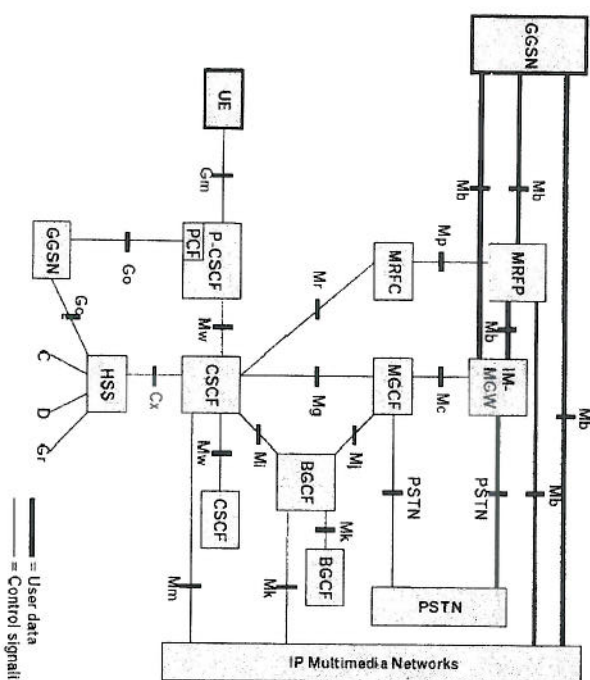 GGSN
Mb
Mb
Mb
Mb
Mb
MRFP
IM-
MGW
UE
Gm
P-CSCF
PCF
MRFC
Mp
Mr
Mw
Go
GGSN
HSS
C
D
Gr
Cx
CSCF
Mg
MGCF
Mc
PSTN
PSTN
Mw
CSCF
Mi
Mj
BGCF
Mk
BGCF
Mm
Mk
PSTN
IP Multimedia Networks
= User data
= Control signali